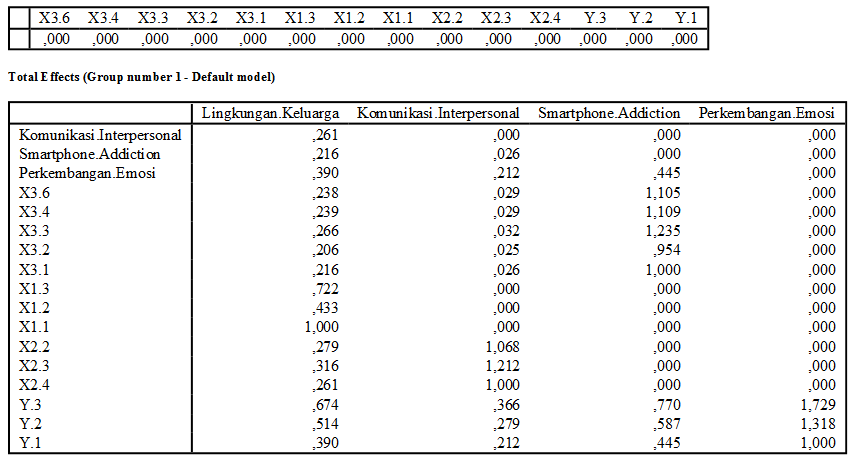 X3.6 X3.4 X3.3 X3.2 X3.1 X1.3 X1.2 X1.1 X2.2 X2.3 X2.4 Y.3 Y.2 Y.1
,000 ,000 ,000 ,000 ,000 ,000 ,000 ,000 ,000 ,000 ,000 ,000 ,000 ,000
Total Effects (Group number 1 - Default model)
Lingkungan.Keluarga Komunikasi.Interpersonal Smartphone.Addiction Perkembangan.Emosi
Komunikasi.Interpersonal ,261 ,000 ,000 ,000
Smartphone.Addiction ,216 ,026 ,000 ,000
Perkembangan.Emosi ,390 ,212 ,445 ,000
X3.6 ,238 ,029 1,105 ,000
X3.4 ,239 ,029 1,109 ,000
X3.3 ,266 ,032 1,235 ,000
X3.2 ,206 ,025 ,954 ,000
X3.1 ,216 ,026 1,000 ,000
X1.3 ,722 ,000 ,000 ,000
X1.2 ,433 ,000 ,000 ,000
X1.1 1,000 ,000 ,000 ,000
X2.2 ,279 1,068 ,000 ,000
X2.3 ,316 1,212 ,000 ,000
X2.4 ,261 1,000 ,000 ,000
Y.3 ,674 ,366 ,770 1,729
Y.2 ,514 ,279 ,587 1,318
Y.1 ,390 ,212 ,445 1,000